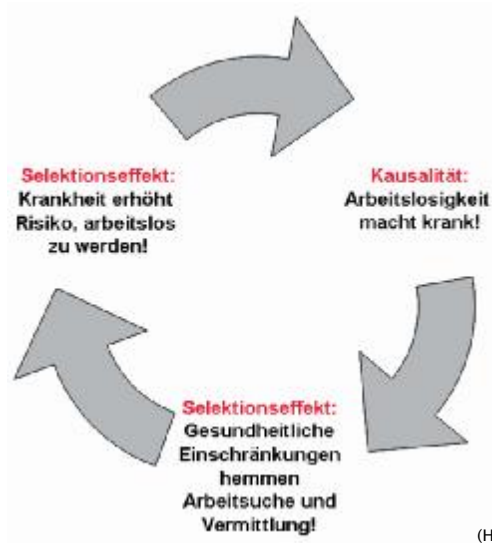 Selektionseffekt:
Krankheit erhöht
Risiko, arbeitslos
zu werden!
Kausalität:
Arbeitslosigkeit
macht krank!
Selektionseffekt:
Gesundheitliche
Einschränkungen
hemmen
Arbeitsuche und
Vermittlung!
(H